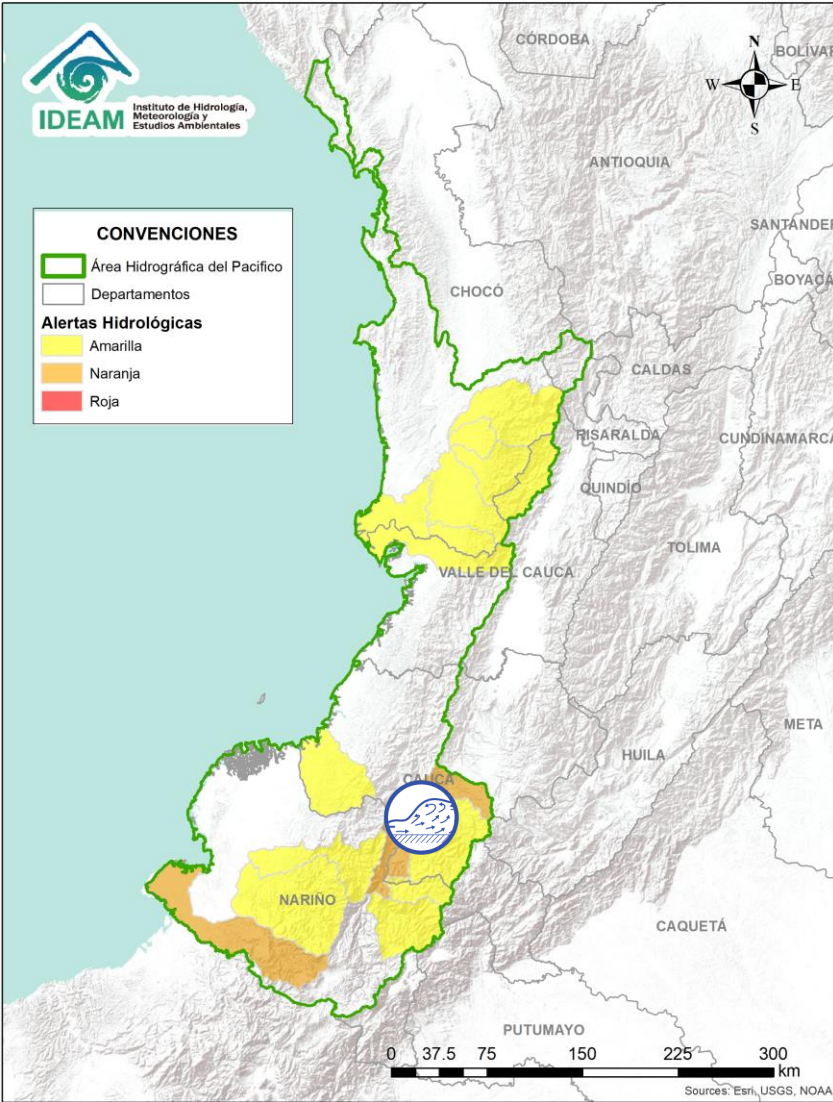 IDEAM
Instituto de Hidrología,
Meteorología y
Estudios Ambientales
N
W
E
S
CÓRDOBA
BOLÍVAR
ANTIOQUIA
SANTANDER
BOYACÁ
CHOCÓ
CALDAS
RISARALDA
CUNDINAMARCA
QUINDÍO
TOLIMA
VALLE DEL CAUCA
META
HUILA
CAUCA
NARIÑO
CAQUETÁ
PUTUMAYO
CONVENCIONES
Área Hidrográfica del Pacifico
Departamentos
Alertas Hidrológicas
Amarilla
Naranja
Roja
0 37.5 75 150 225 300
km
Sources: Esri, USGS, NOAA